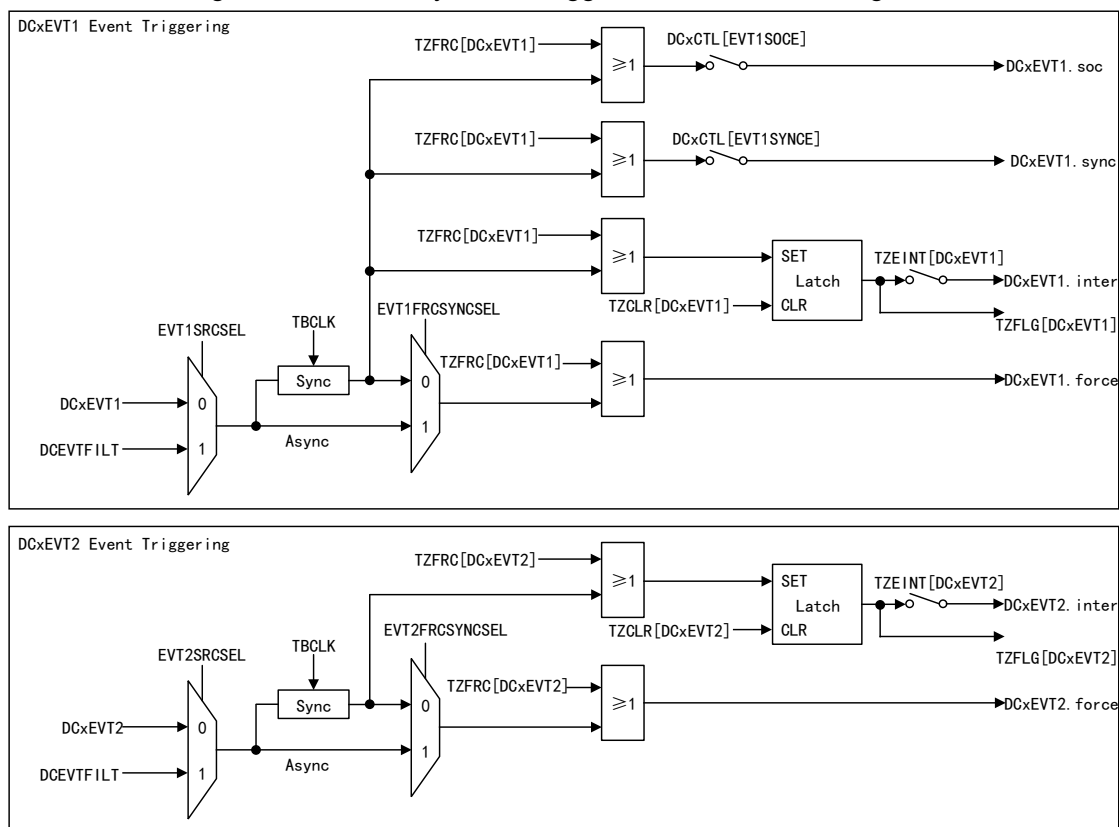 DCxEVT1 Event Triggering
TZFRC[DCxEVT1]
≥1
DCxCTL[EVT1SOCE]
DCxEVT1.soc
TZFRC[DCxEVT1]
≥1
DCxCTL[EVT1SYNCE]
DCxEVT1.sync
TZFRC[DCxEVT1]
≥1
SET
Latch
CLR
TZCLR[DCxEVT1]
TZEINT[DCxEVT1]
DCxEVT1.inter
TZFLG[DCxEVT1]
EVT1SRCSEL
TBCLK
EVT1FRCSYNCSEL
DCxEVT1
DCEVTFILT
0
1
Sync
Async
0
1
TZFRC[DCxEVT1]
≥1
DCxEVT1.force
DCxEVT2 Event Triggering
TZFRC[DCxEVT2]
≥1
SET
Latch
CLR
TZCLR[DCxEVT2]
TZEINT[DCxEVT2]
DCxEVT2.inter
TZFLG[DCxEVT2]
EVT2SRCSEL
TBCLK
EVT2FRCSYNCSEL
DCxEVT2
DCEVTFILT
0
1
Sync
Async
0
1
TZFRC[DCxEVT2]
≥1
DCxEVT2.force